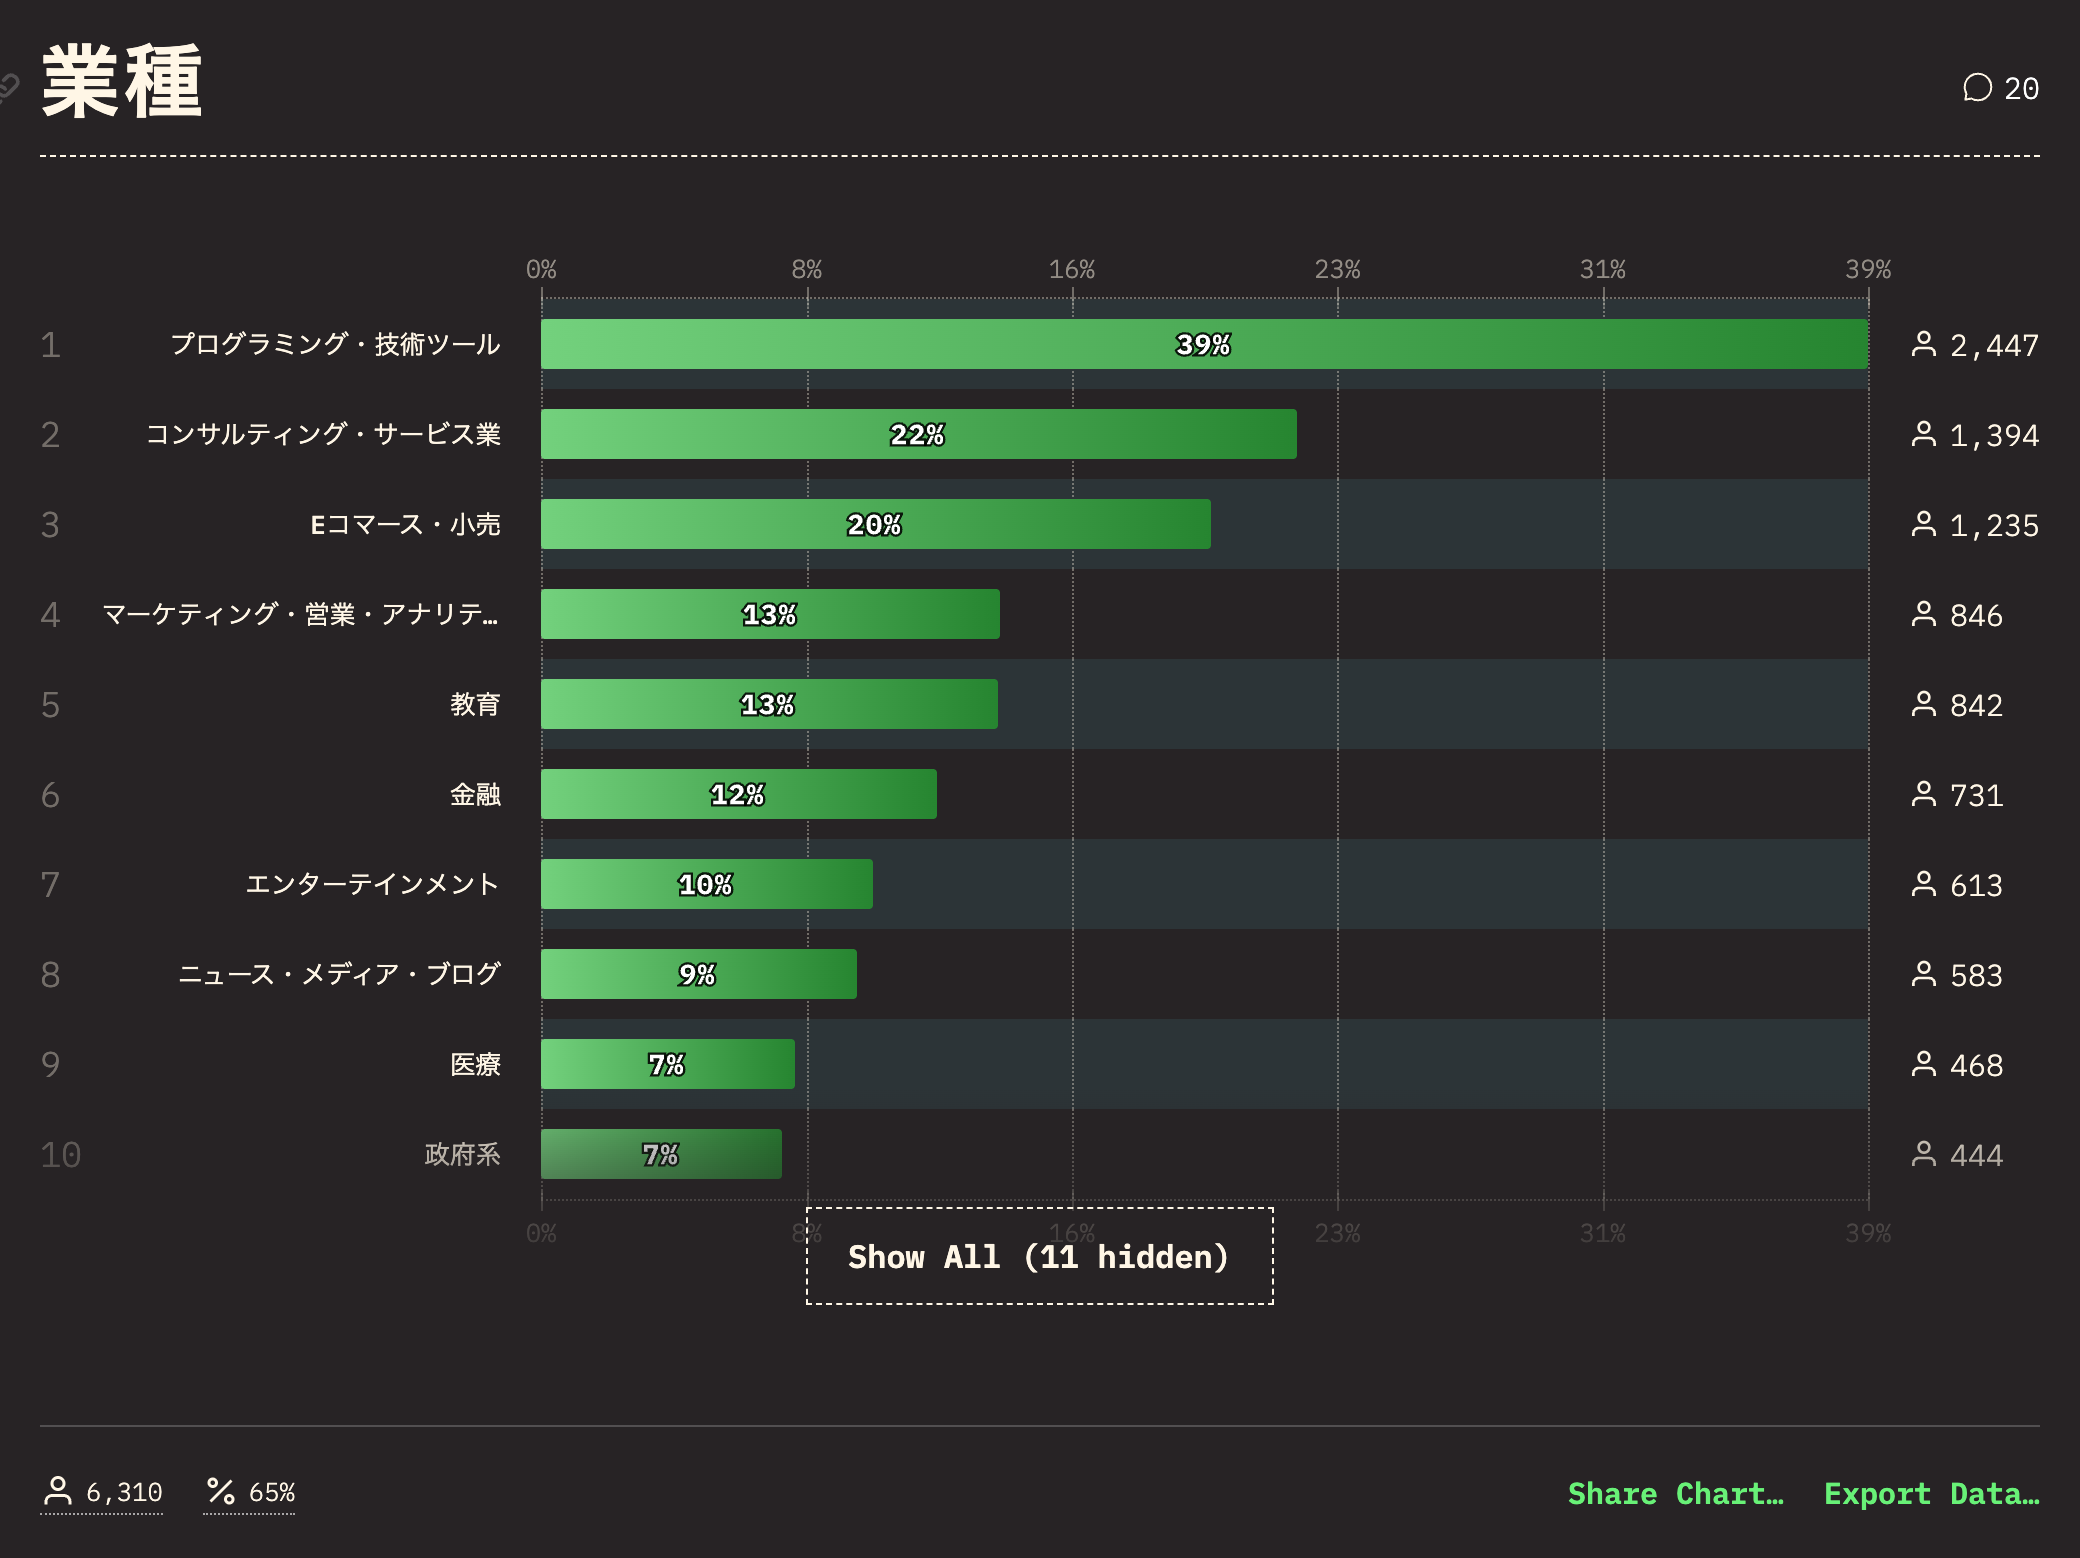 業種
20
0% 8% 16% 23% 31% 39%
1 プログラミング・技術ツール 39% 2,447
2 コンサルティング・サービス業 22% 1,394
3 Eコマース・小売 20% 1,235
4 マーケティング・営業・アナリテ… 13% 846
5 教育 13% 842
6 金融 12% 731
7 エンターテインメント 10% 613
8 ニュース・メディア・ブログ 9% 583
9 医療 7% 468
10 政府系 7% 444
0% 8% 16% 23% 31% 39%
Show All (11 hidden)
6,310 65% Share Chart… Export Data…